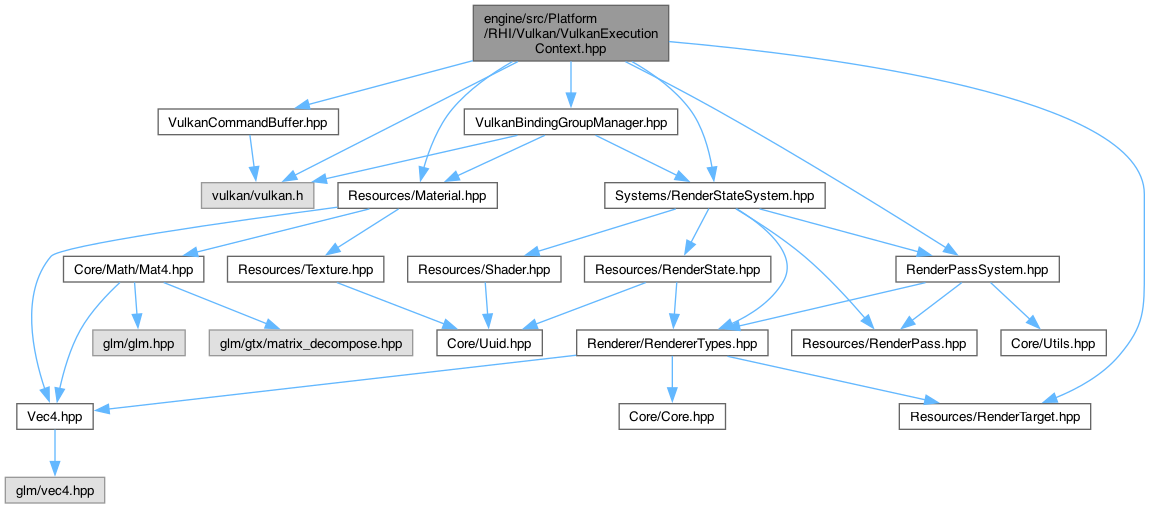 engine/src/Platform
/RHI/Vulkan/VulkanExecution
Context.hpp
VulkanCommandBuffer.hpp
VulkanBindingGroupManager.hpp
vulkan/vulkan.h
Resources/Material.hpp
Systems/RenderStateSystem.hpp
Core/Math/Mat4.hpp
Resources/Texture.hpp
Resources/Shader.hpp
Resources/RenderState.hpp
RenderPassSystem.hpp
glm/glm.hpp
glm/gtx/matrix_decompose.hpp
Core/Uuid.hpp
Renderer/RendererTypes.hpp
Resources/RenderPass.hpp
Core/Utils.hpp
Vec4.hpp
Core/Core.hpp
Resources/RenderTarget.hpp
glm/vec4.hpp